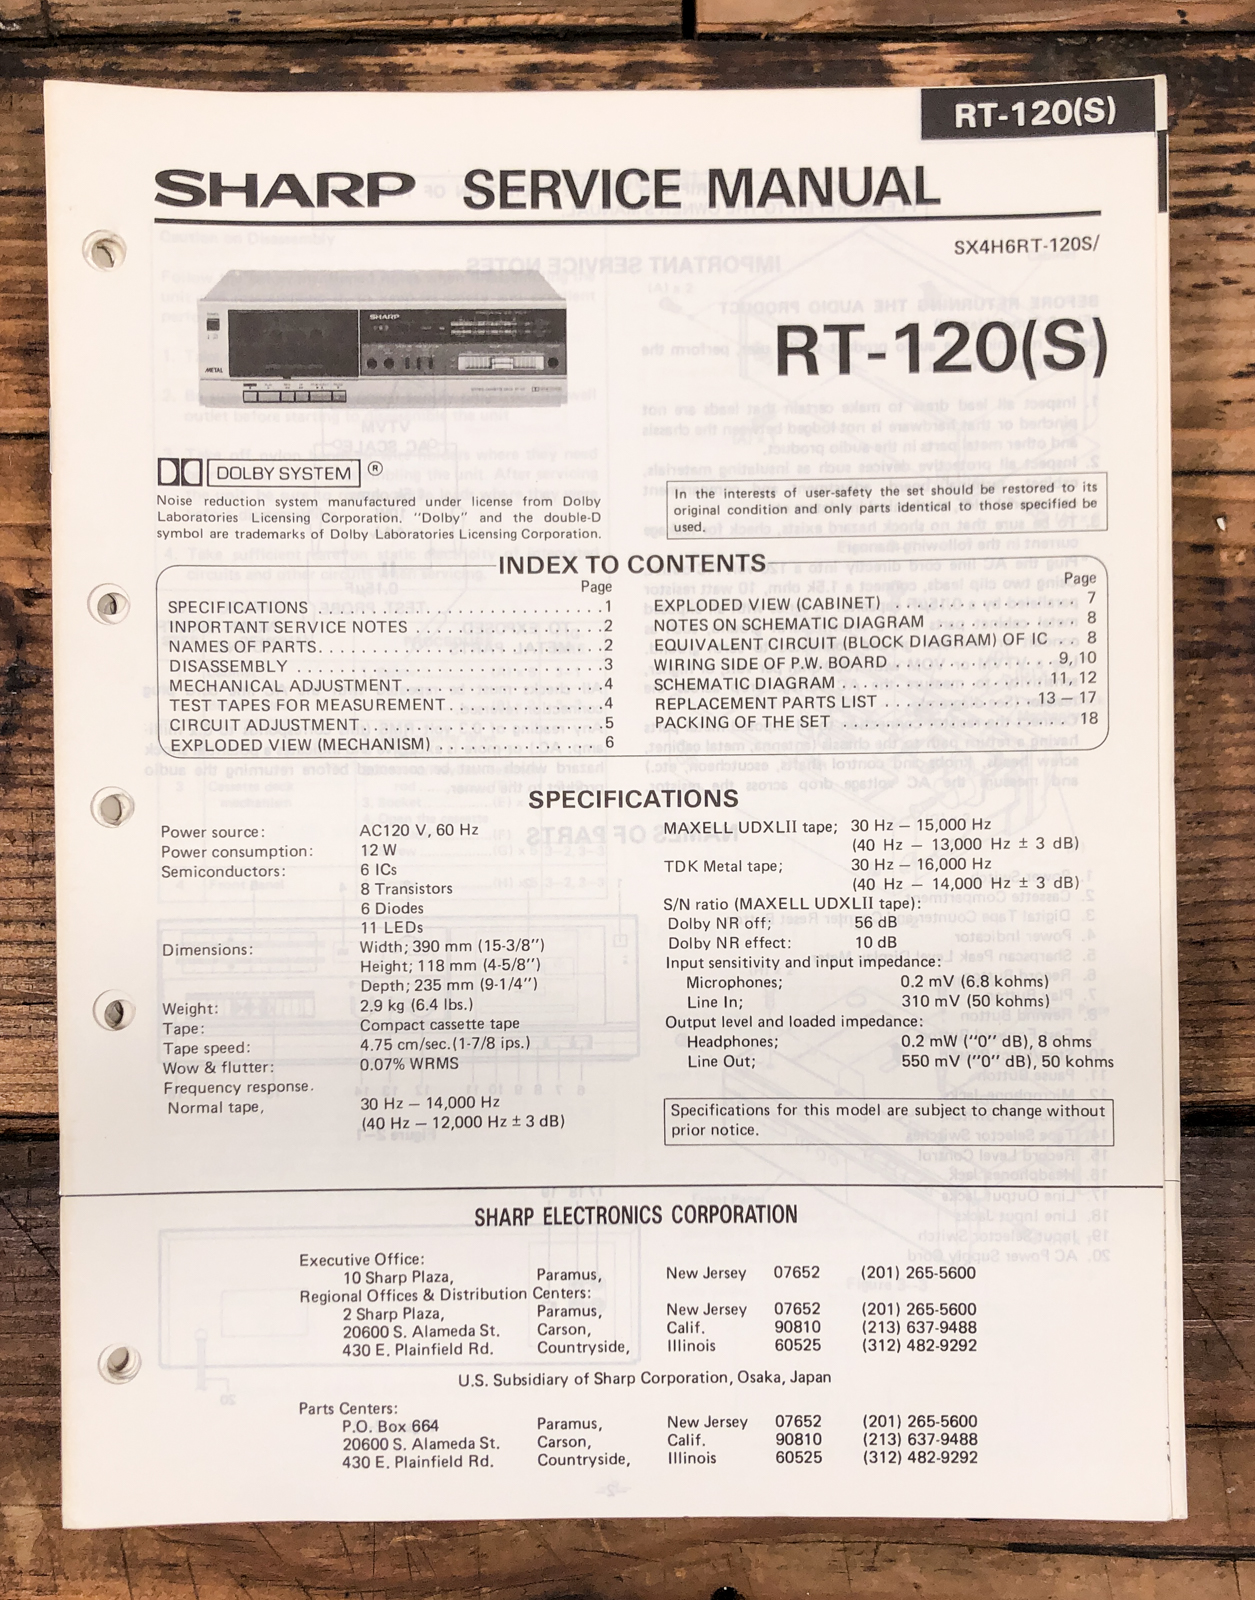 RT-120(S)
SHARP SERVICE MANUAL
SX4H6RT-120S/
SHARP
METAL
RT-120(S)
DOLBY SYSTEM ®
Noise reduction system manufactured under license from Dolby
Laboratories Licensing Corporation. "Dolby" and the double-D
symbol are trademarks of Dolby Laboratories Licensing Corporation.
In the interests of user-safety the set should be restored to its
original condition and only parts identical to those specified be
used.
INDEX TO CONTENTS
Page
SPECIFICATIONS . . . . . . . . . . . . . . . . . . . . 1
INPORTANT SERVICE NOTES . . . . . . . . . . . . . 2
NAMES OF PARTS. . . . . . . . . . . . . . . . . . . . 2
DISASSEMBLY . . . . . . . . . . . . . . . . . . . . . . 3
MECHANICAL ADJUSTMENT. . . . . . . . . . . . . . 4
TEST TAPES FOR MEASUREMENT. . . . . . . . . . . 4
CIRCUIT ADJUSTMENT. . . . . . . . . . . . . . . . . 5
EXPLODED VIEW (MECHANISM) . . . . . . . . . . . 6
Page
EXPLODED VIEW (CABINET) . . . . . . . . . . . . . 7
NOTES ON SCHEMATIC DIAGRAM . . . . . . . . . 8
EQUIVALENT CIRCUIT (BLOCK DIAGRAM) OF IC . . 8
WIRING SIDE OF P.W. BOARD . . . . . . . . . . 9, 10
SCHEMATIC DIAGRAM . . . . . . . . . . . . . . 11, 12
REPLACEMENT PARTS LIST . . . . . . . . . . 13 – 17
PACKING OF THE SET . . . . . . . . . . . . . . . . 18
SPECIFICATIONS
Power source: AC120 V, 60 Hz
Power consumption: 12 W
Semiconductors: 6 ICs
8 Transistors
6 Diodes
11 LEDs
Dimensions: Width; 390 mm (15-3/8")
Height; 118 mm (4-5/8")
Depth; 235 mm (9-1/4")
Weight: 2.9 kg (6.4 lbs.)
Tape: Compact cassette tape
Tape speed: 4.75 cm/sec.(1-7/8 ips.)
Wow & flutter: 0.07% WRMS
Frequency response.
Normal tape, 30 Hz – 14,000 Hz
(40 Hz – 12,000 Hz ± 3 dB)
MAXELL UDXLII tape; 30 Hz – 15,000 Hz
(40 Hz – 13,000 Hz ± 3 dB)
TDK Metal tape; 30 Hz – 16,000 Hz
(40 Hz – 14,000 Hz ± 3 dB)
S/N ratio (MAXELL UDXLII tape):
Dolby NR off; 56 dB
Dolby NR effect: 10 dB
Input sensitivity and input impedance:
Microphones; 0.2 mV (6.8 kohms)
Line In; 310 mV (50 kohms)
Output level and loaded impedance:
Headphones; 0.2 mW ("0" dB), 8 ohms
Line Out; 550 mV ("0" dB), 50 kohms
Specifications for this model are subject to change without
prior notice.
SHARP ELECTRONICS CORPORATION
Executive Office:
10 Sharp Plaza, Paramus, New Jersey 07652 (201) 265-5600
Regional Offices & Distribution Centers:
2 Sharp Plaza, Paramus, New Jersey 07652 (201) 265-5600
20600 S. Alameda St. Carson, Calif. 90810 (213) 637-9488
430 E. Plainfield Rd. Countryside, Illinois 60525 (312) 482-9292
U.S. Subsidiary of Sharp Corporation, Osaka, Japan
Parts Centers:
P.O. Box 664 Paramus, New Jersey 07652 (201) 265-5600
20600 S. Alameda St. Carson, Calif. 90810 (213) 637-9488
430 E. Plainfield Rd. Countryside, Illinois 60525 (312) 482-9292